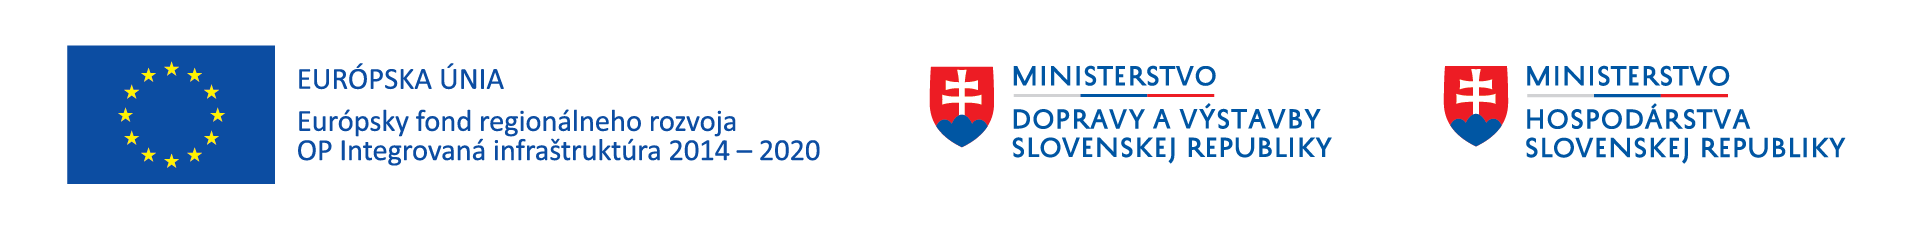 EURÓPSKA ÚNIA
Európsky fond regionálneho rozvoja
OP Integrovaná infraštruktúra 2014 – 2020
MINISTERSTVO
DOPRAVY A VÝSTAVBY
SLOVENSKEJ REPUBLIKY
MINISTERSTVO
HOSPODÁRSTVA
SLOVENSKEJ REPUBLIKY